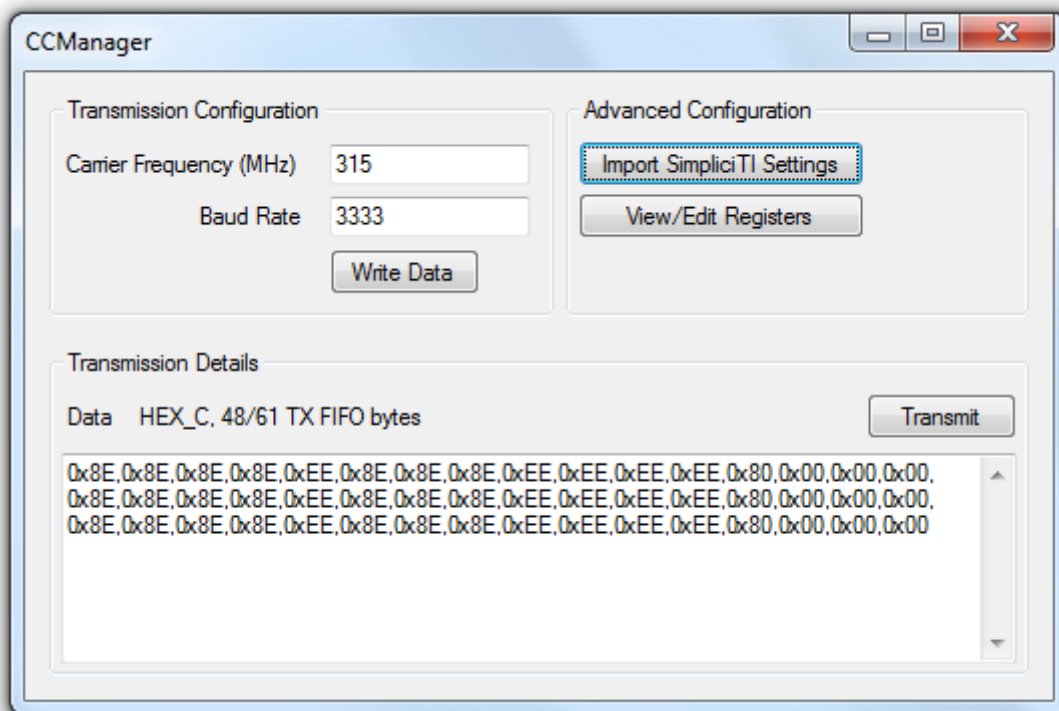 CCManager
Transmission Configuration
Carrier Frequency (MHz) 315
Baud Rate 3333
Write Data
Advanced Configuration
Import SimpliciTI Settings
View/Edit Registers
Transmission Details
Data HEX_C, 48/61 TX FIFO bytes
Transmit
0x8E,0x8E,0x8E,0x8E,0xEE,0x8E,0x8E,0x8E,0xEE,0xEE,0xEE,0xEE,0x80,0x00,0x00,0x00,
0x8E,0x8E,0x8E,0x8E,0xEE,0x8E,0x8E,0x8E,0xEE,0xEE,0xEE,0xEE,0x80,0x00,0x00,0x00,
0x8E,0x8E,0x8E,0x8E,0xEE,0x8E,0x8E,0x8E,0xEE,0xEE,0xEE,0xEE,0x80,0x00,0x00,0x00